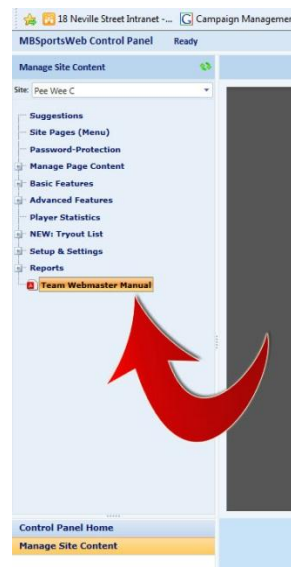 18 Neville Street Intranet -... Campaign Managemen
MBSportsWeb Control Panel Ready
Manage Site Content
Site: Pee Wee C
Suggestions
Site Pages (Menu)
Password-Protection
Manage Page Content
Basic Features
Advanced Features
Player Statistics
NEW: Tryout List
Setup & Settings
Reports
Team Webmaster Manual
Control Panel Home
Manage Site Content